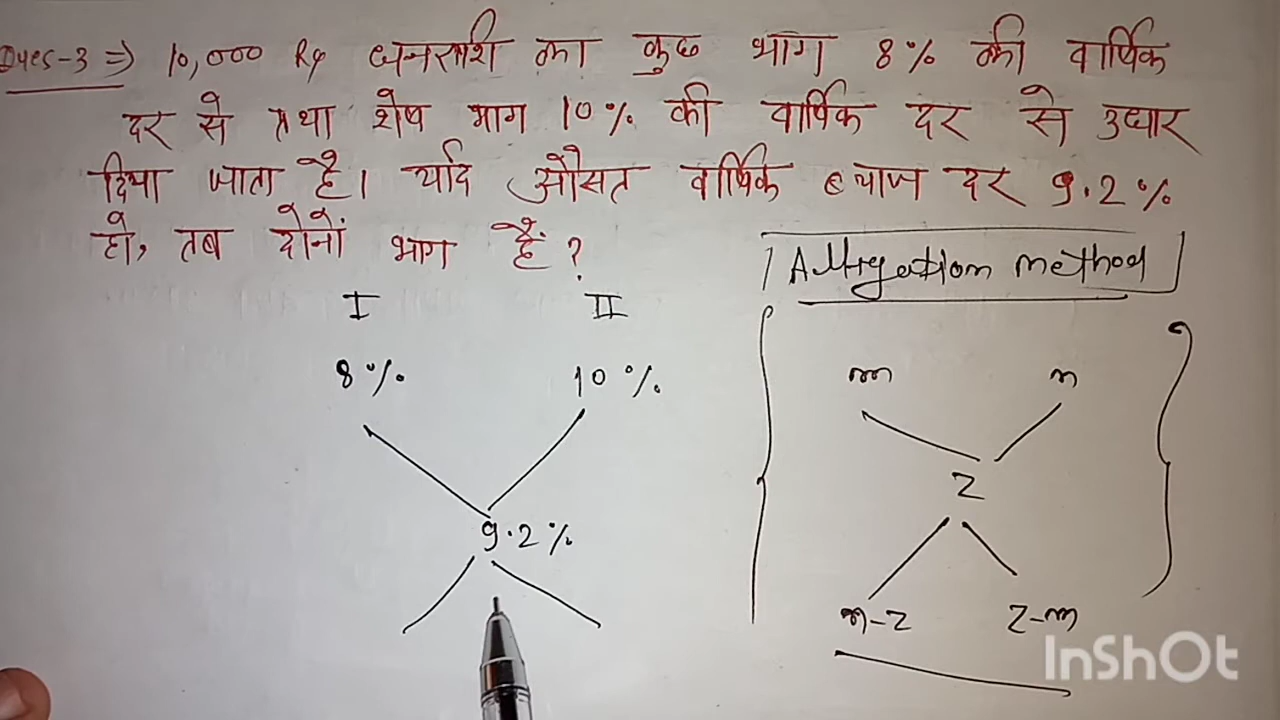 Ques-3 => 10,000 Rs धनराशि का कुछ भाग 8% की वार्षिक
दर से तथा शेष भाग 10% की वार्षिक दर से उधार
दिया जाता है। यदि औसत वार्षिक ब्याज दर 9.2%
हो, तब दोनों भाग हैं?
Alligation method
I II
8% 10%
9.2%
m n
z
n-z z-m
InShOt